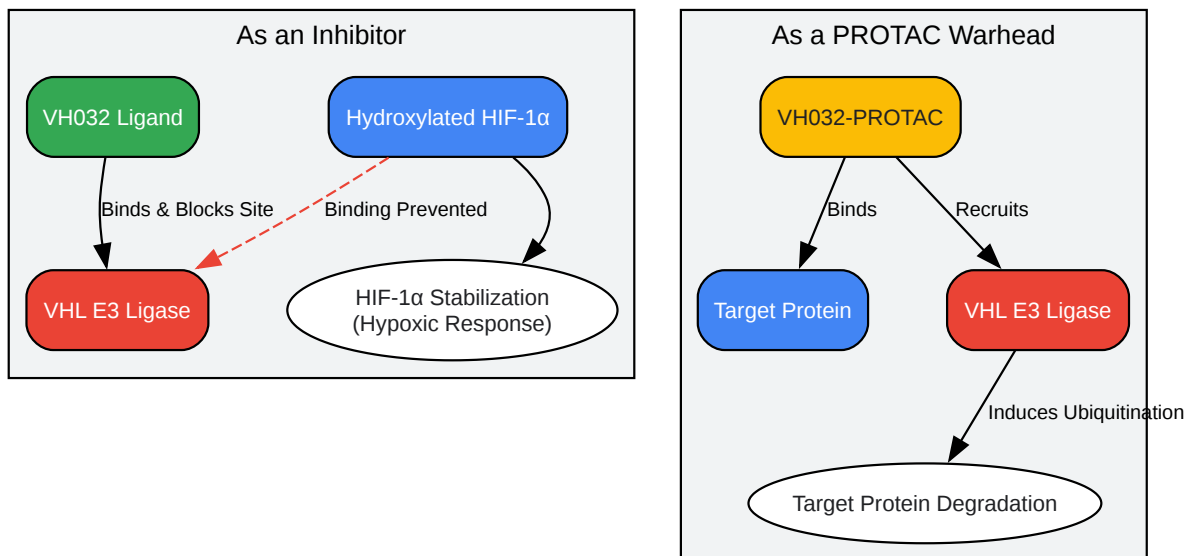 As an Inhibitor
VH032 Ligand
Hydroxylated HIF-1α
Binds & Blocks Site
Binding Prevented
VHL E3 Ligase
HIF-1α Stabilization
(Hypoxic Response)
As a PROTAC Warhead
VH032-PROTAC
Binds
Recruits
Target Protein
VHL E3 Ligase
Induces Ubiquitination
Target Protein Degradation